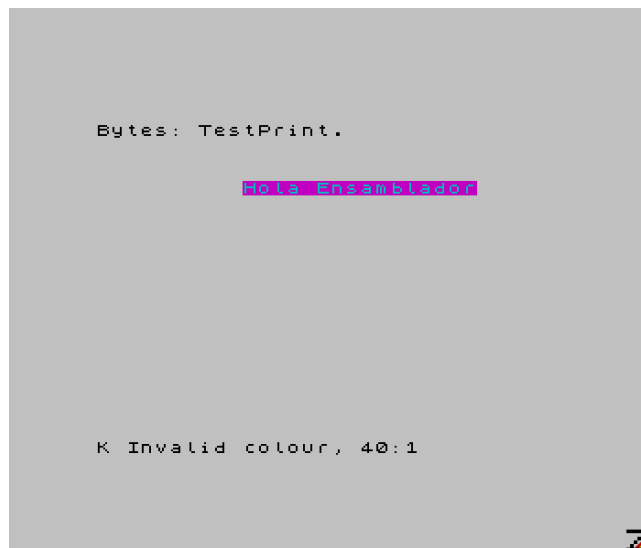 Bytes: TestPrint.
Hola Ensamblador
K Invalid colour, 40:1